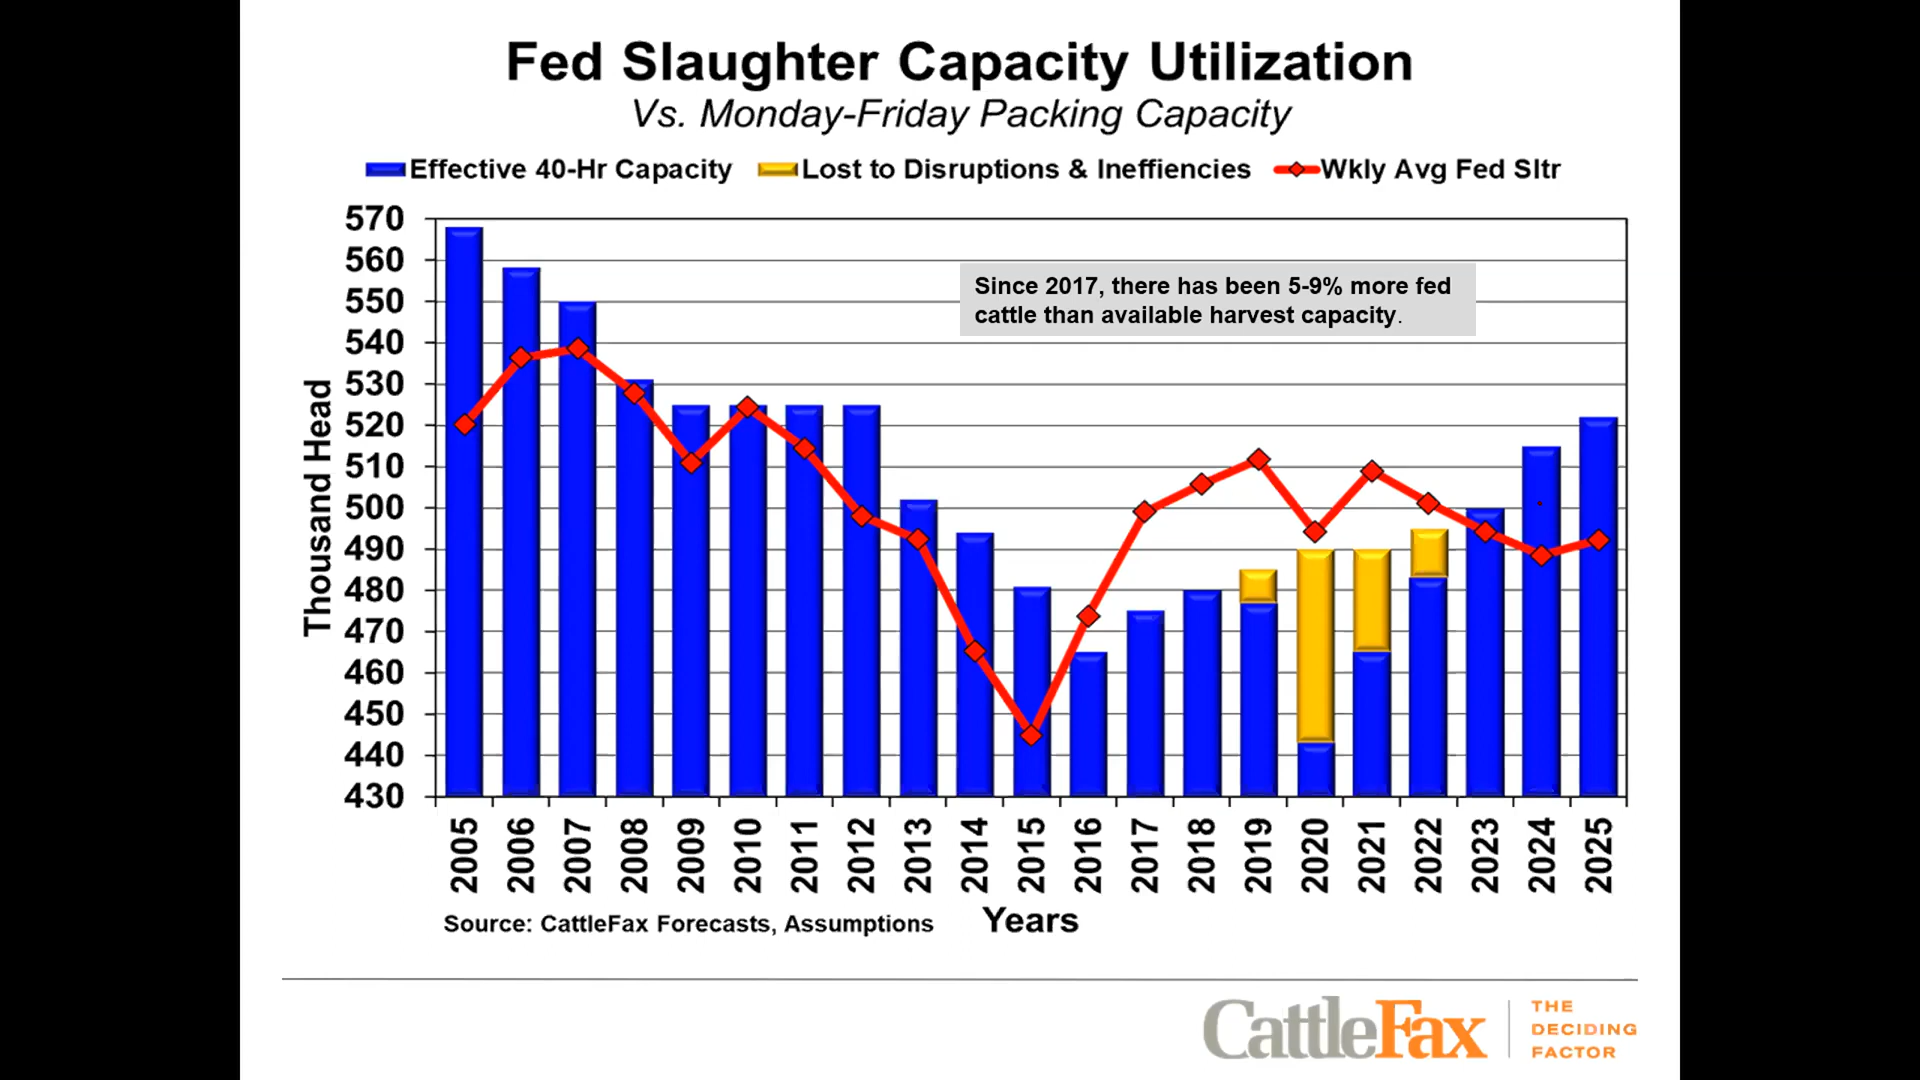 Fed Slaughter Capacity Utilization
Vs. Monday-Friday Packing Capacity
Effective 40-Hr Capacity Lost to Disruptions & Ineffiencies Wkly Avg Fed Sltr
570
560
550
540
530
520
510
500
490
480
470
460
450
440
430
Thousand Head
Since 2017, there has been 5-9% more fed
cattle than available harvest capacity.
2005 2006 2007 2008 2009 2010 2011 2012 2013 2014 2015 2016 2017 2018 2019 2020 2021 2022 2023 2024 2025
Source: CattleFax Forecasts, Assumptions Years
CattleFax
THE
DECIDING
FACTOR